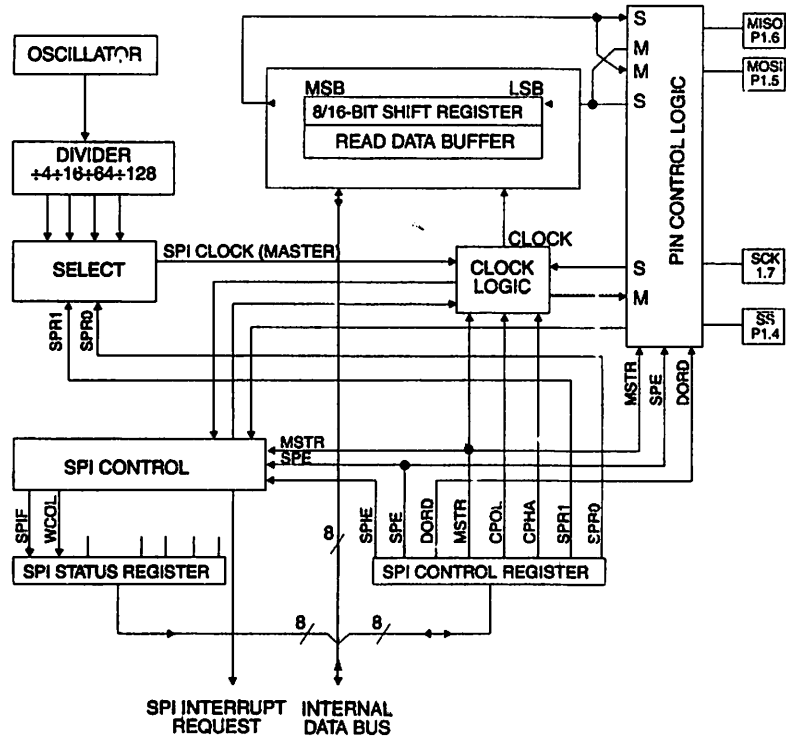 OSCILLATOR
DIVIDER
÷4÷16÷64÷128
SELECT
SPI CLOCK (MASTER)
SPR1
SPR0
MSB
LSB
8/16-BIT SHIFT REGISTER
READ DATA BUFFER
CLOCK
CLOCK
LOGIC
S
M
M
S
S
M
PIN CONTROL LOGIC
MISO
P1.6
MOSI
P1.5
SCK
1.7
SS
P1.4
MSTR
SPE
DORD
SPI CONTROL
MSTR
SPE
SPIF
WCOL
SPI STATUS REGISTER
8
SPIE
SPE
DORD
MSTR
CPOL
CPHA
SPR1
SPR0
SPI CONTROL REGISTER
8
8
SPI INTERRUPT
REQUEST
INTERNAL
DATA BUS